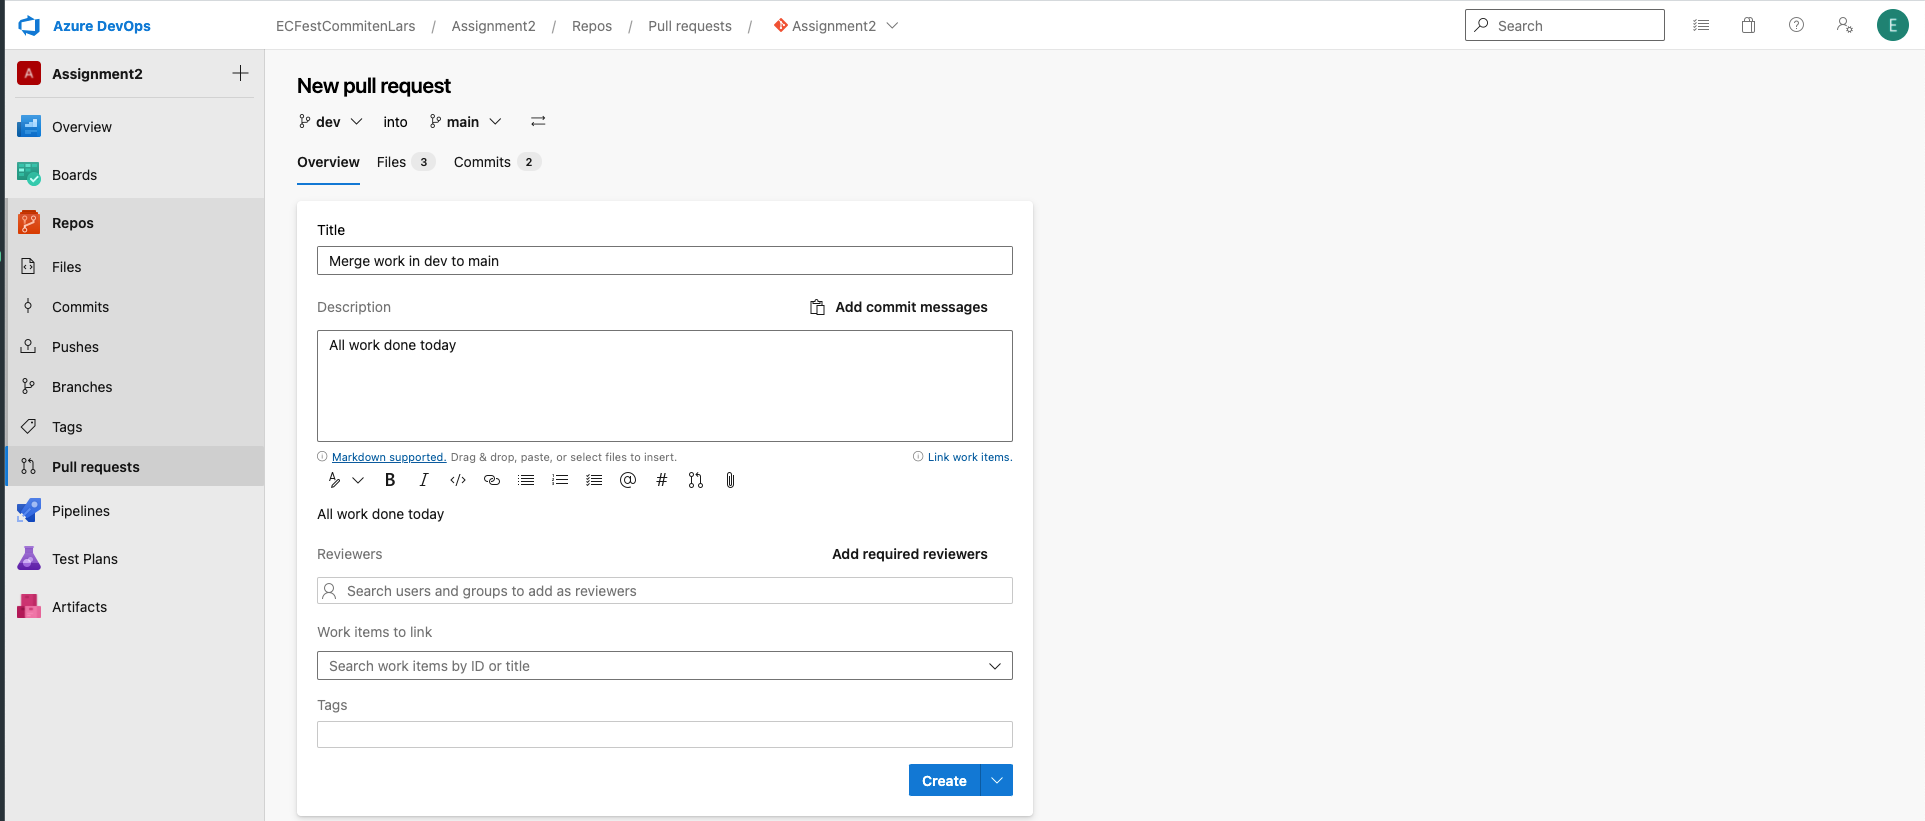 Azure DevOps
ECFestCommitenLars / Assignment2 / Repos / Pull requests / Assignment2
Search
E
A Assignment2
Overview
Boards
Repos
Files
Commits
Pushes
Branches
Tags
Pull requests
Pipelines
Test Plans
Artifacts
New pull request
dev into main
Overview Files 3 Commits 2
Title
Merge work in dev to main
Description Add commit messages
All work done today
Markdown supported. Drag & drop, paste, or select files to insert. Link work items.
B I </> @ #
All work done today
Reviewers Add required reviewers
Search users and groups to add as reviewers
Work items to link
Search work items by ID or title
Tags
Create